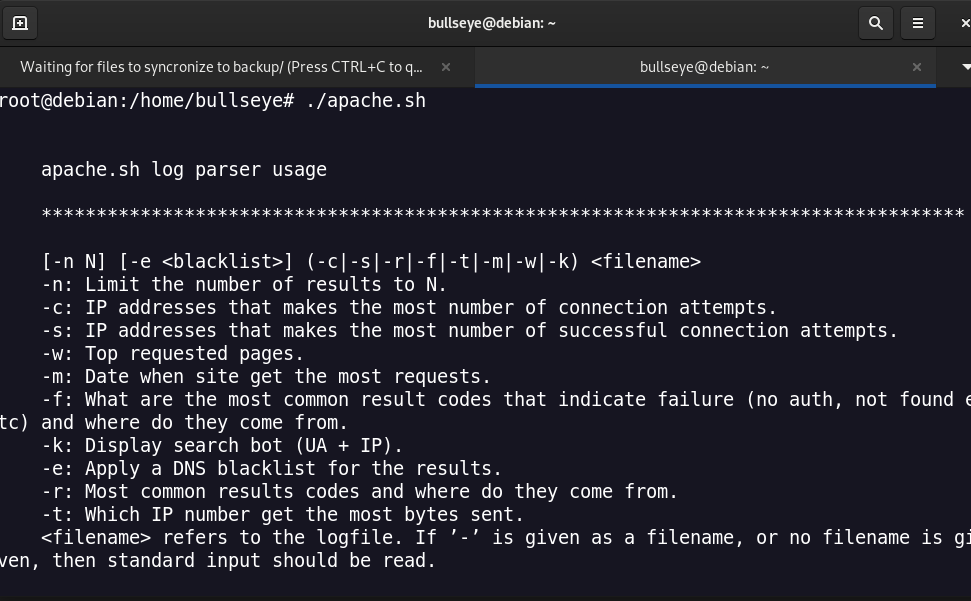 bullseye@debian: ~
Waiting for files to syncronize to backup/ (Press CTRL+C to q...
bullseye@debian: ~
root@debian:/home/bullseye# ./apache.sh
apache.sh log parser usage
************************************************************************************
[-n N] [-e <blacklist>] (-c|-s|-r|-f|-t|-m|-w|-k) <filename>
-n: Limit the number of results to N.
-c: IP addresses that makes the most number of connection attempts.
-s: IP addresses that makes the most number of successful connection attempts.
-w: Top requested pages.
-m: Date when site get the most requests.
-f: What are the most common result codes that indicate failure (no auth, not found e
tc) and where do they come from.
-k: Display search bot (UA + IP).
-e: Apply a DNS blacklist for the results.
-r: Most common results codes and where do they come from.
-t: Which IP number get the most bytes sent.
<filename> refers to the logfile. If ’-’ is given as a filename, or no filename is gi
ven, then standard input should be read.